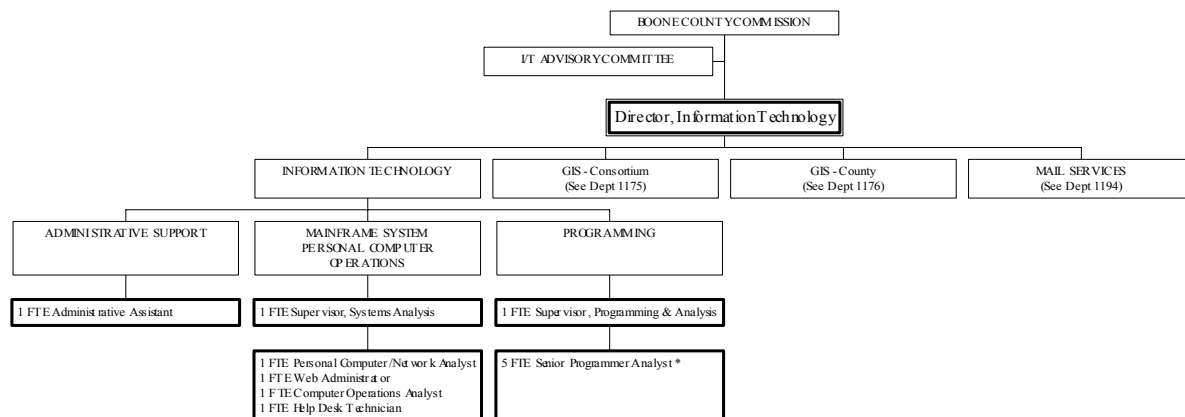 BOONE COUNTY COMMISSION
I/T ADVISORY COMMITTEE
Director, Information Technology
INFORMATION TECHNOLOGY
GIS - Consortium
(See Dept 1175)
GIS - County
(See Dept 1176)
MAIL SERVICES
(See Dept 1194)
ADMINISTRATIVE SUPPORT
MAINFRAME SYSTEM
PERSONAL COMPUTER
OPERATIONS
PROGRAMMING
1 FTE Administrative Assistant
1 FTE Supervisor, Systems Analysis
1 FTE Supervisor, Programming & Analysis
1 FTE Personal Computer/Network Analyst
1 FTE Web Administrator
1 FTE Computer Operations Analyst
1 FTE Help Desk Technician
5 FTE Senior Programmer Analyst *